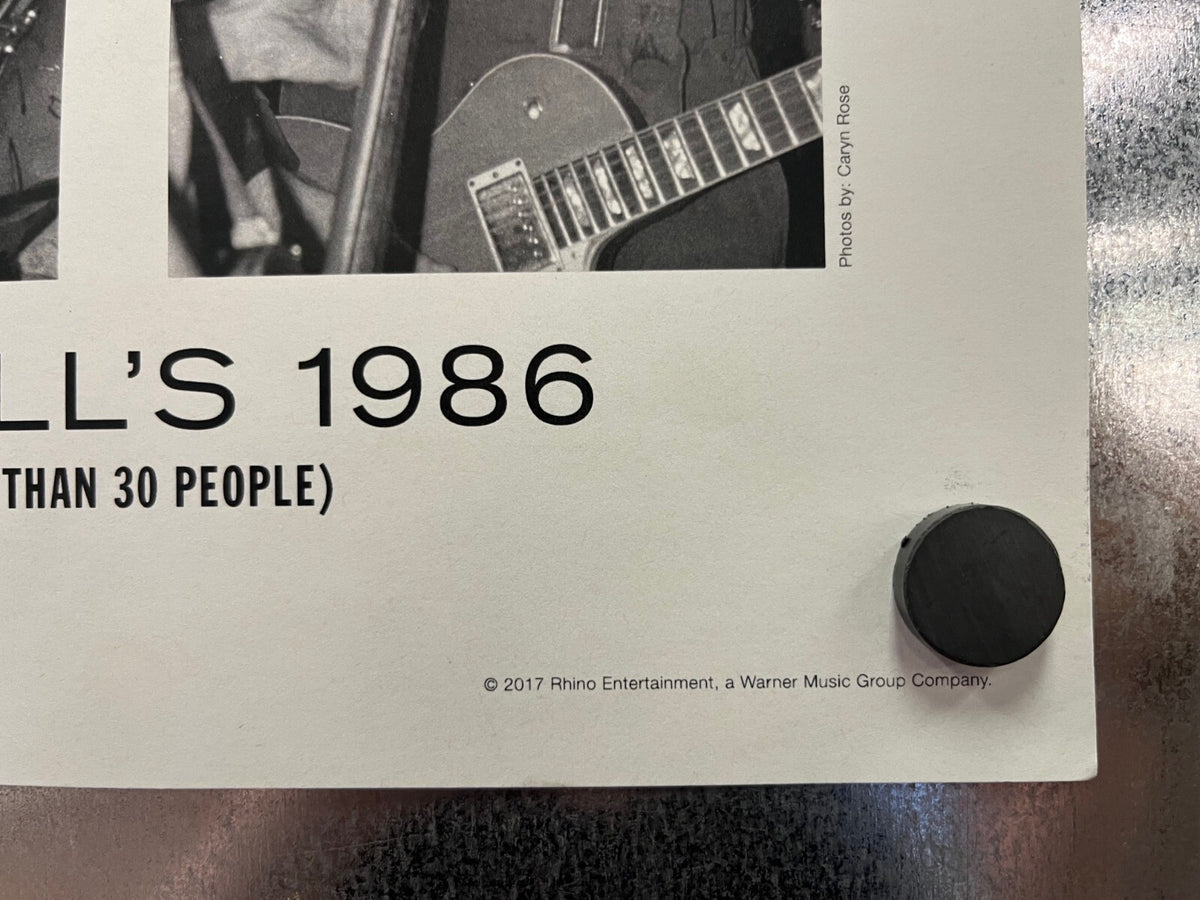 Photos by: Caryn Rose
LL’S 1986
THAN 30 PEOPLE)
© 2017 Rhino Entertainment, a Warner Music Group Company.